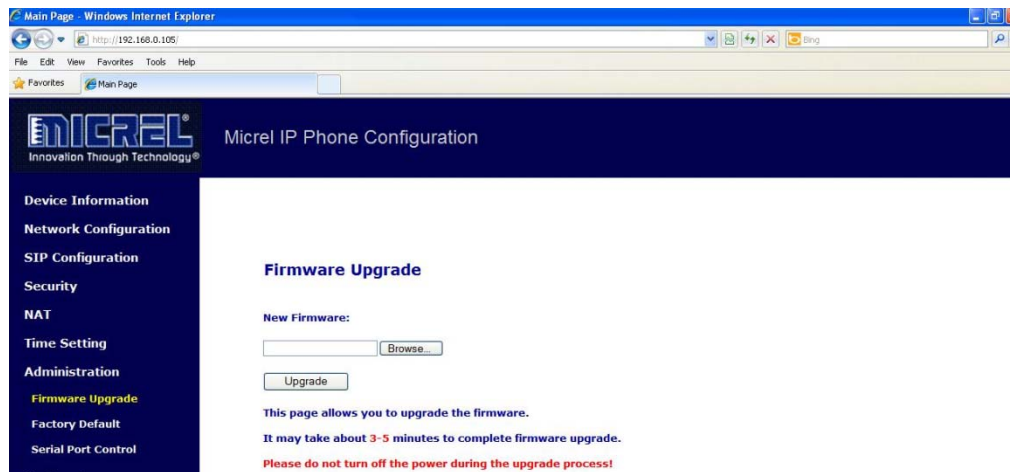 Main Page - Windows Internet Explorer
http://192.168.0.105/
Bing
File Edit View Favorites Tools Help
Favorites Main Page
MICREL®
Innovation Through Technology®
Micrel IP Phone Configuration
Device Information
Network Configuration
SIP Configuration
Security
NAT
Time Setting
Administration
Firmware Upgrade
Factory Default
Serial Port Control
Firmware Upgrade
New Firmware:
Browse...
Upgrade
This page allows you to upgrade the firmware.
It may take about 3-5 minutes to complete firmware upgrade.
Please do not turn off the power during the upgrade process!